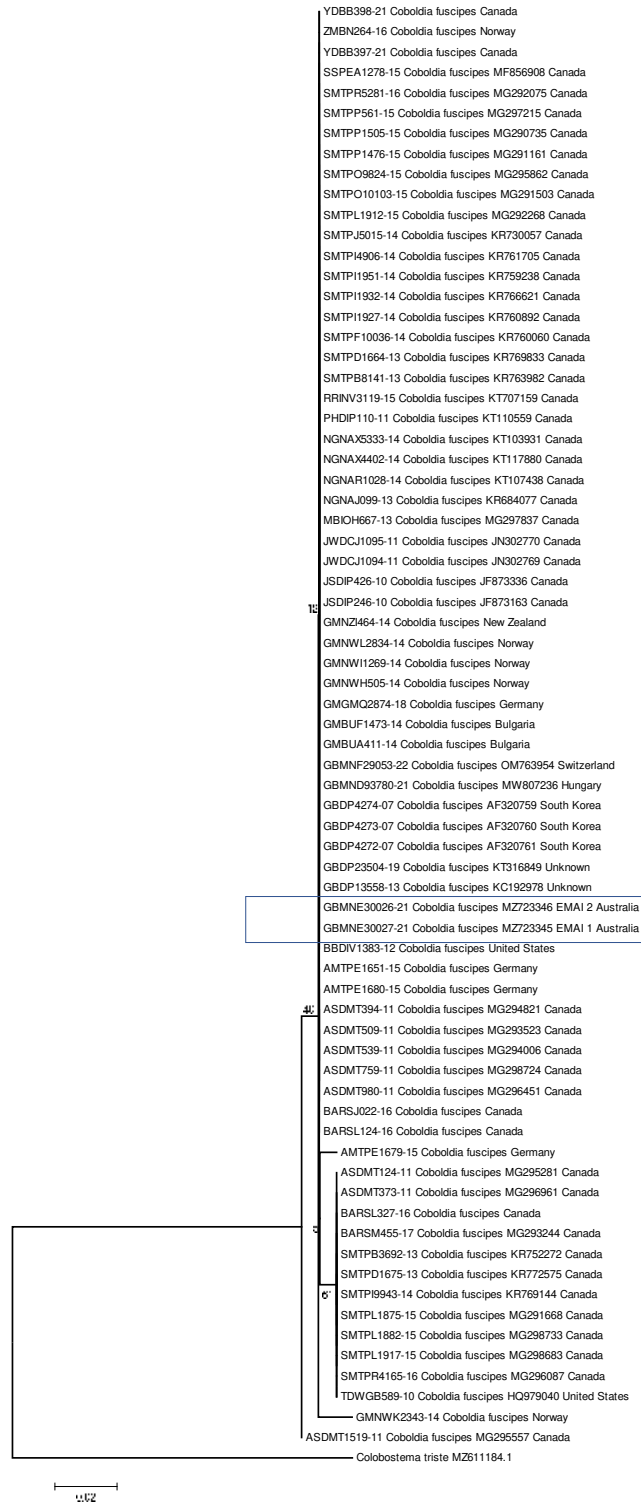 YDBB398-21 Coboldia fuscipes Canada
ZMBN264-16 Coboldia fuscipes Norway
YDBB397-21 Coboldia fuscipes Canada
SSPEA1278-15 Coboldia fuscipes MF856908 Canada
SMTPR5281-16 Coboldia fuscipes MG292075 Canada
SMTPP561-15 Coboldia fuscipes MG297215 Canada
SMTPP1505-15 Coboldia fuscipes MG290735 Canada
SMTPP1476-15 Coboldia fuscipes MG291161 Canada
SMTPO9824-15 Coboldia fuscipes MG295862 Canada
SMTPO10103-15 Coboldia fuscipes MG291503 Canada
SMTPL1912-15 Coboldia fuscipes MG292268 Canada
SMTPJ5015-14 Coboldia fuscipes KR730057 Canada
SMTPI4906-14 Coboldia fuscipes KR761705 Canada
SMTPI1951-14 Coboldia fuscipes KR759238 Canada
SMTPI1932-14 Coboldia fuscipes KR766621 Canada
SMTPI1927-14 Coboldia fuscipes KR760892 Canada
SMTPF10036-14 Coboldia fuscipes KR760060 Canada
SMTPD1664-13 Coboldia fuscipes KR769833 Canada
SMTPB8141-13 Coboldia fuscipes KR763982 Canada
RRINV3119-15 Coboldia fuscipes KT707159 Canada
PHDIP110-11 Coboldia fuscipes KT110559 Canada
NGNAX5333-14 Coboldia fuscipes KT103931 Canada
NGNAX4402-14 Coboldia fuscipes KT117880 Canada
NGNAR1028-14 Coboldia fuscipes KT107438 Canada
NGNAJ099-13 Coboldia fuscipes KR684077 Canada
MBIOH667-13 Coboldia fuscipes MG297837 Canada
JWDCJ1095-11 Coboldia fuscipes JN302770 Canada
JWDCJ1094-11 Coboldia fuscipes JN302769 Canada
JSDIP426-10 Coboldia fuscipes JF873336 Canada
JSDIP246-10 Coboldia fuscipes JF873163 Canada
GMNZI464-14 Coboldia fuscipes New Zealand
GMNWL2834-14 Coboldia fuscipes Norway
GMNWI1269-14 Coboldia fuscipes Norway
GMNWH505-14 Coboldia fuscipes Norway
GMGMQ2874-18 Coboldia fuscipes Germany
GMBUF1473-14 Coboldia fuscipes Bulgaria
GMBUA411-14 Coboldia fuscipes Bulgaria
GBMNF29053-22 Coboldia fuscipes OM763954 Switzerland
GBMND93780-21 Coboldia fuscipes MW807236 Hungary
GBDP4274-07 Coboldia fuscipes AF320759 South Korea
GBDP4273-07 Coboldia fuscipes AF320760 South Korea
GBDP4272-07 Coboldia fuscipes AF320761 South Korea
GBDP23504-19 Coboldia fuscipes KT316849 Unknown
GBDP13558-13 Coboldia fuscipes KC192978 Unknown
GBMNE30026-21 Coboldia fuscipes MZ723346 EMAI 2 Australia
GBMNE30027-21 Coboldia fuscipes MZ723345 EMAI 1 Australia
BBDIV1383-12 Coboldia fuscipes United States
AMTPE1651-15 Coboldia fuscipes Germany
AMTPE1680-15 Coboldia fuscipes Germany
ASDMT394-11 Coboldia fuscipes MG294821 Canada
ASDMT509-11 Coboldia fuscipes MG293523 Canada
ASDMT539-11 Coboldia fuscipes MG294006 Canada
ASDMT759-11 Coboldia fuscipes MG298724 Canada
ASDMT980-11 Coboldia fuscipes MG296451 Canada
BARSJ022-16 Coboldia fuscipes Canada
BARSL124-16 Coboldia fuscipes Canada
AMTPE1679-15 Coboldia fuscipes Germany
ASDMT124-11 Coboldia fuscipes MG295281 Canada
ASDMT373-11 Coboldia fuscipes MG296961 Canada
BARSL327-16 Coboldia fuscipes Canada
BARSM455-17 Coboldia fuscipes MG293244 Canada
SMTPB3692-13 Coboldia fuscipes KR752272 Canada
SMTPD1675-13 Coboldia fuscipes KR772575 Canada
SMTPI9943-14 Coboldia fuscipes KR769144 Canada
SMTPL1875-15 Coboldia fuscipes MG291668 Canada
SMTPL1882-15 Coboldia fuscipes MG298733 Canada
SMTPL1917-15 Coboldia fuscipes MG298683 Canada
SMTPR4165-16 Coboldia fuscipes MG296087 Canada
TDWGB589-10 Coboldia fuscipes HQ979040 United States
GMNWK2343-14 Coboldia fuscipes Norway
ASDMT1519-11 Coboldia fuscipes MG295557 Canada
Colobostema triste MZ611184.1
0.02